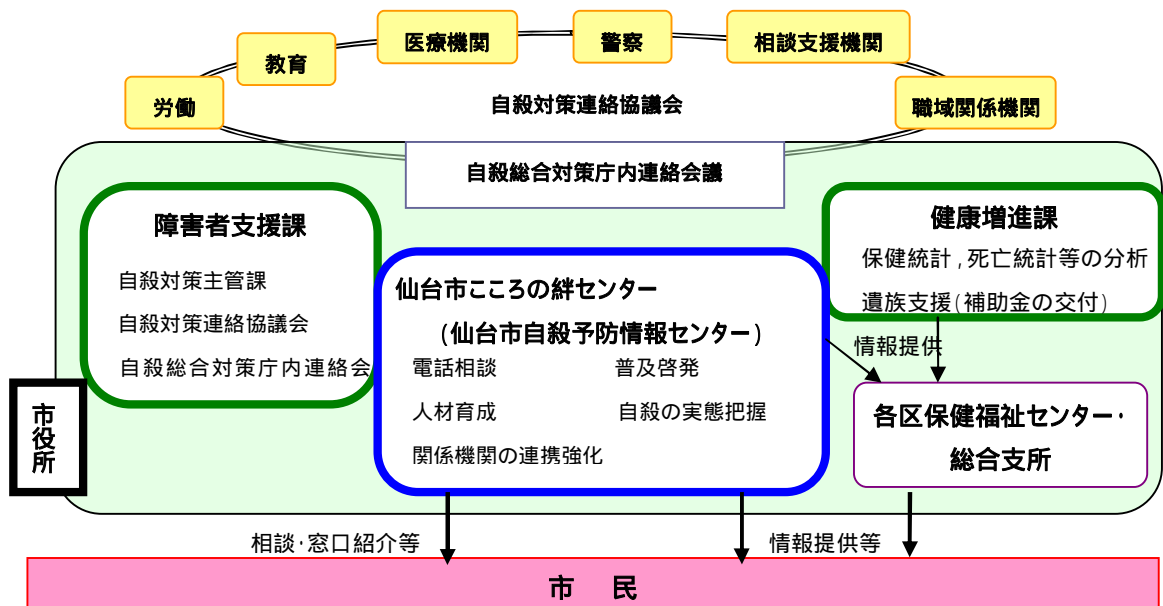 医療機関
警察
相談支援機関
教育
労働
自殺対策連絡協議会
職域関係機関
自殺総合対策庁内連絡会議
障害者支援課
自殺対策主管課
自殺対策連絡協議会
自殺総合対策庁内連絡会
健康増進課
保健統計,死亡統計等の分析
遺族支援(補助金の交付)
仙台市こころの絆センター
(仙台市自殺予防情報センター)
電話相談 普及啓発
人材育成 自殺の実態把握
関係機関の連携強化
情報提供
各区保健福祉センター・
総合支所
市役所
相談・窓口紹介等
情報提供等
市 民